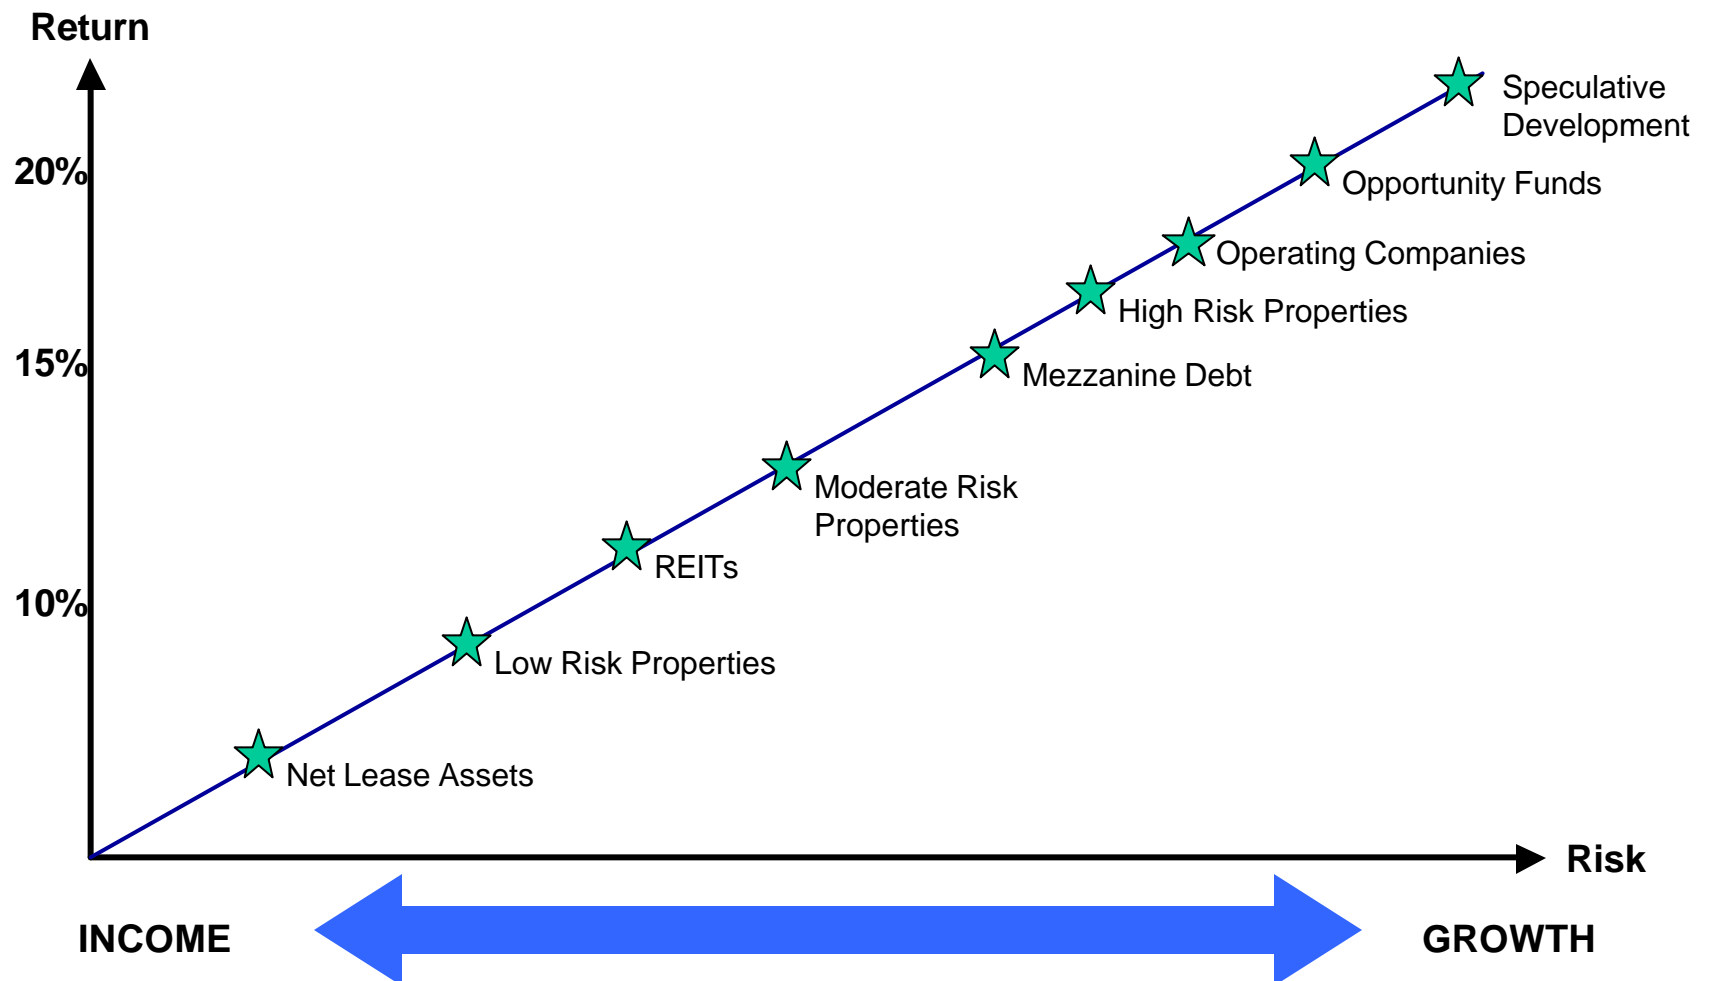 Return
Speculative
Development
20%
Opportunity Funds
Operating Companies
High Risk Properties
15%
Mezzanine Debt
Moderate Risk
Properties
REITs
10%
Low Risk Properties
Net Lease Assets
Risk
INCOME
GROWTH